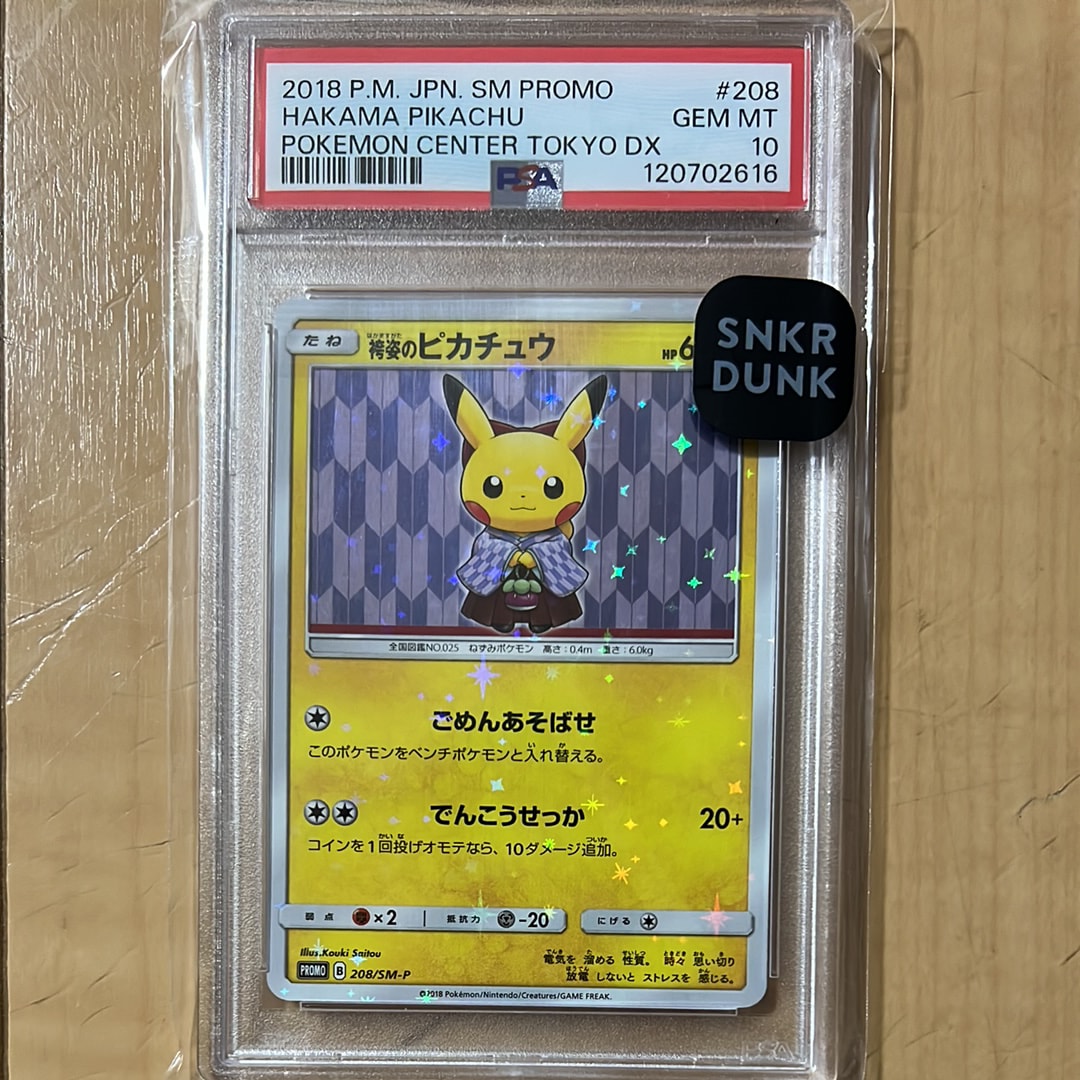 2018 P.M. JPN. SM PROMO #208
HAKAMA PIKACHU GEM MT
POKEMON CENTER TOKYO DX 10
120702616
PSA
SNKR
DUNK
たね 袴姿のピカチュウ HP6
はかますがた
全国図鑑NO.025 ねずみポケモン 高さ:0.4m 重さ:6.0kg
ごめんあそばせ
このポケモンをベンチポケモンと入れ替える。
でんこうせっか 20+
コインを1回投げオモテなら、10ダメージ追加。
弱点 ×2 抵抗力 -20 にげる
Illus.Kouki Saitou
電気を溜める性質。時々思い切り
放電しないとストレスを感じる。
PROMO B 208/SM-P
©2018 Pokémon/Nintendo/Creatures/GAME FREAK.